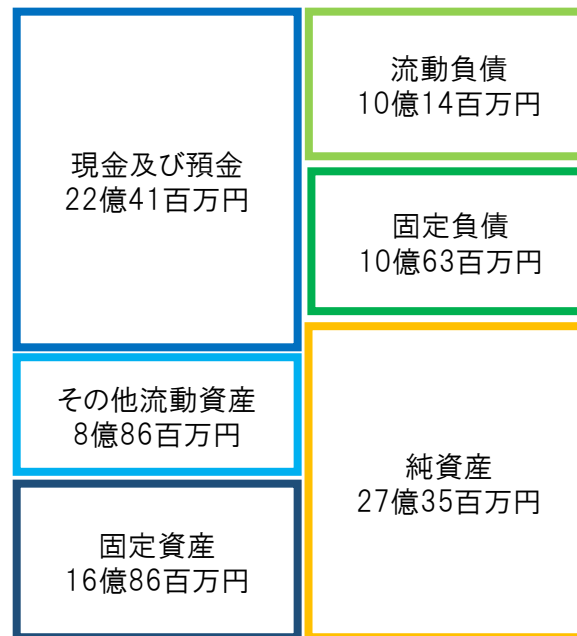 現金及び預金
22億41百万円
その他流動資産
8億86百万円
固定資産
16億86百万円
流動負債
10億14百万円
固定負債
10億63百万円
純資産
27億35百万円